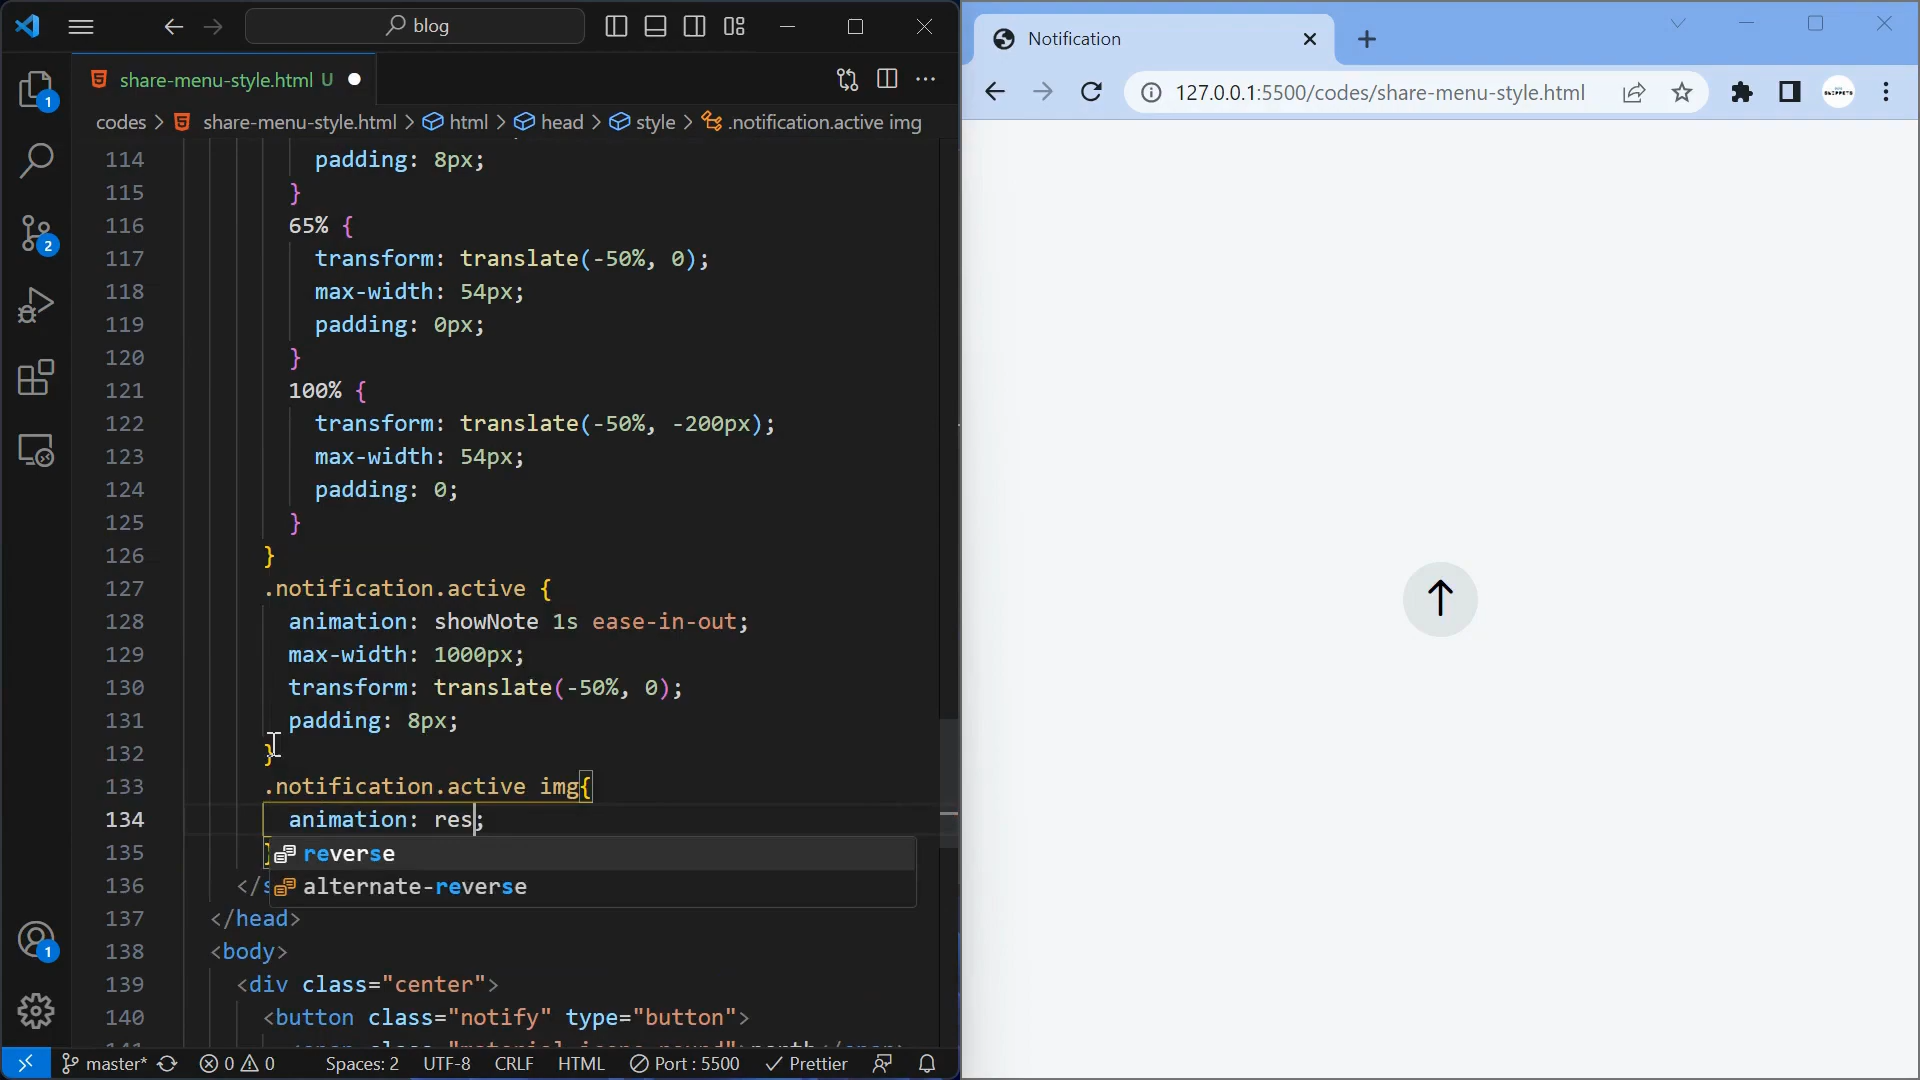 blog
share-menu-style.html U
codes > share-menu-style.html > html > head > style > .notification.active img
114 padding: 8px;
115 }
116 65% {
117 transform: translate(-50%, 0);
118 max-width: 54px;
119 padding: 0px;
120 }
121 100% {
122 transform: translate(-50%, -200px);
123 max-width: 54px;
124 padding: 0;
125 }
126 }
127 .notification.active {
128 animation: showNote 1s ease-in-out;
129 max-width: 1000px;
130 transform: translate(-50%, 0);
131 padding: 8px;
132 }
133 .notification.active img{
134 animation: res;
135 }
reverse
136 </s
alternate-reverse
137 </head>
138 <body>
139 <div class="center">
140 <button class="notify" type="button">
1
2
1
master* 0 0 Spaces: 2 UTF-8 CRLF HTML Port : 5500 Prettier
Notification
127.0.0.1:5500/codes/share-menu-style.html